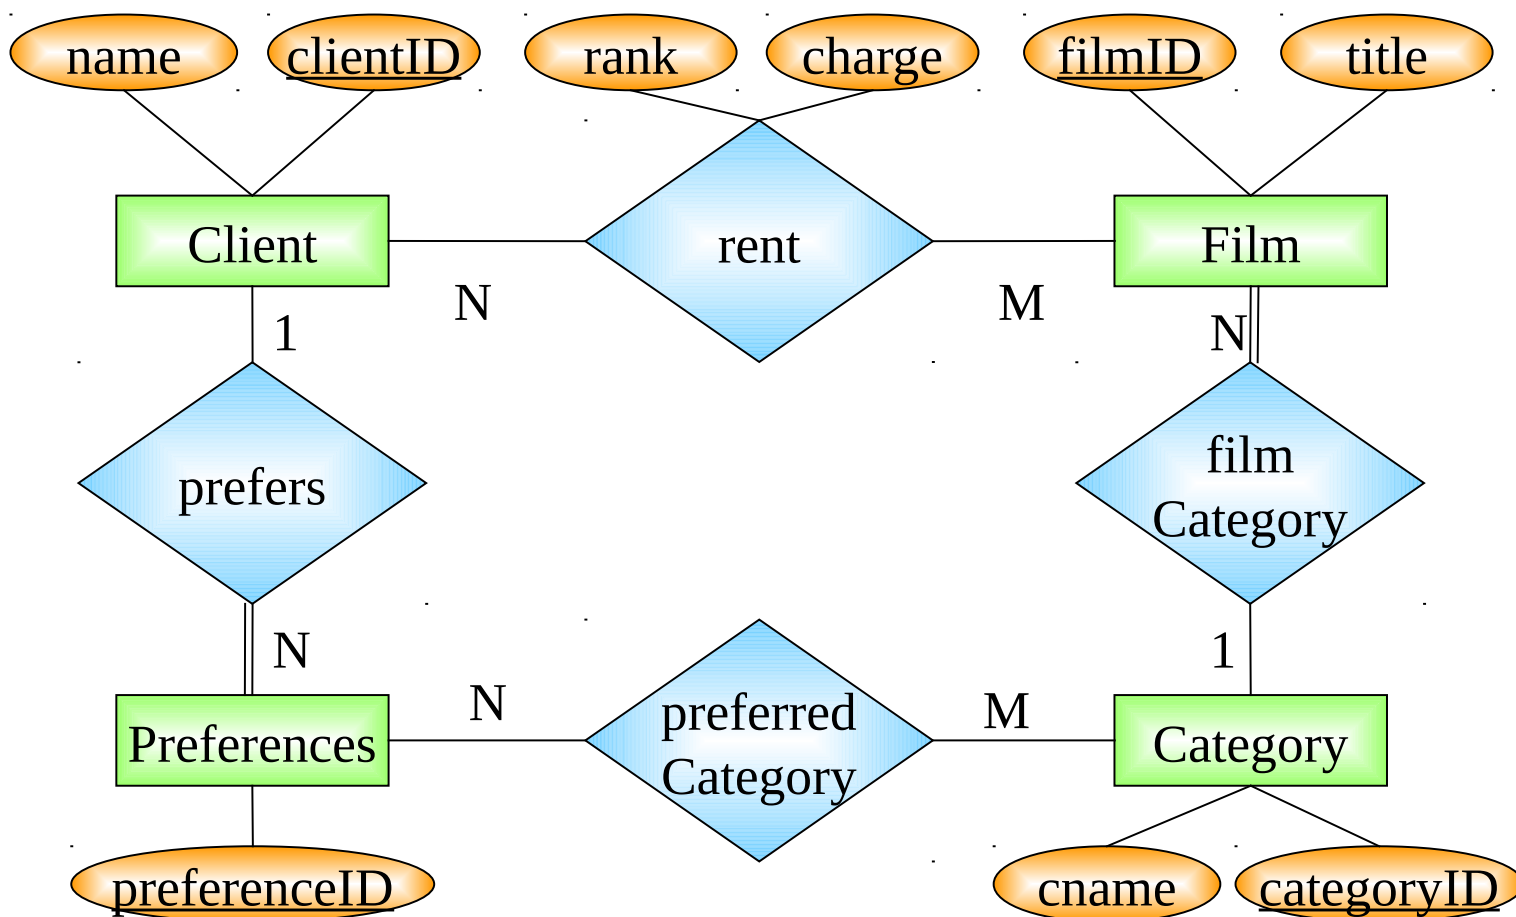 name
clientID
rank
charge
filmID
title
Client
rent
Film
N
M
1
N
prefers
film
Category
N
1
N
M
Preferences
preferred
Category
Category
preferenceID
cname
categoryID